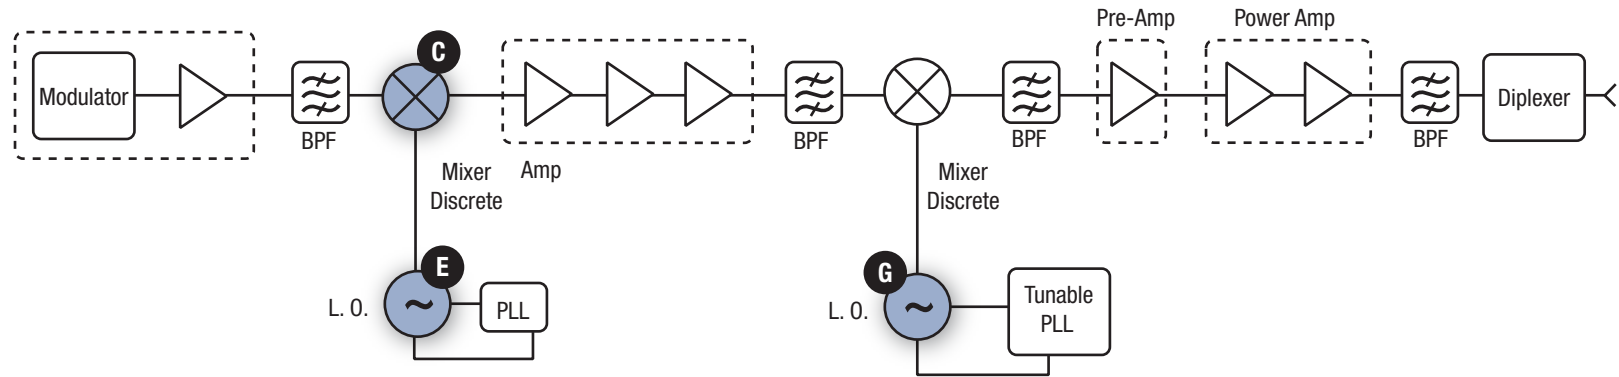 Pre-Amp
Power Amp
C
Modulator
Diplexer
BPF
BPF
BPF
BPF
Mixer
Discrete
Amp
Mixer
Discrete
E
G
L. O.
PLL
L. O.
Tunable
PLL